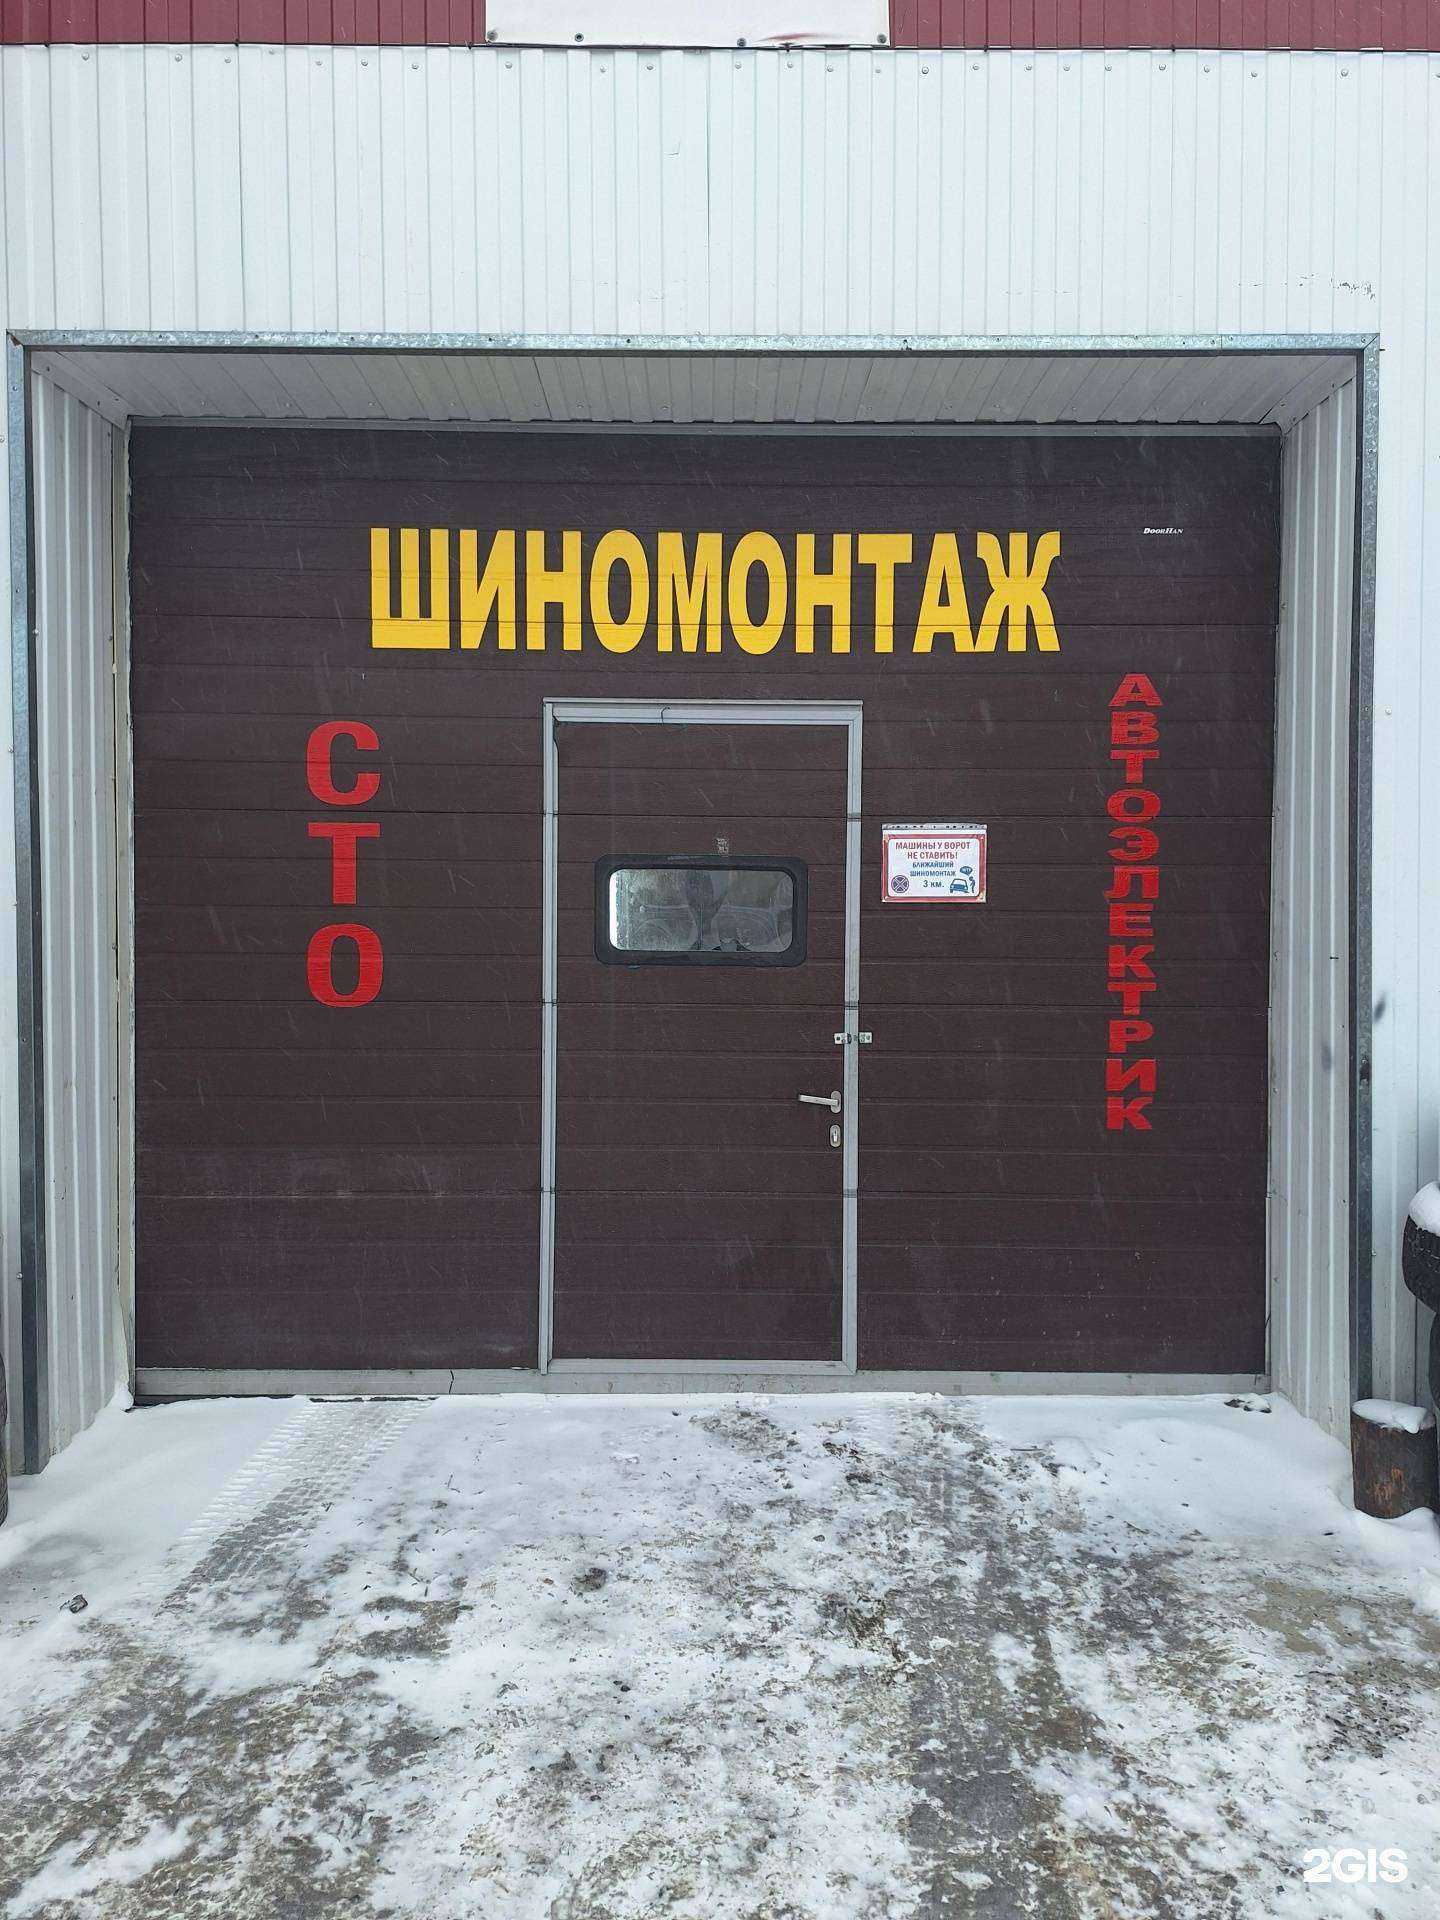 ШИНОМОНТАЖ
DOORHAN
СТО
АВТОЭЛЕКТРИК
МАШИНЫ У ВОРОТ
НЕ СТАВИТЬ!
БЛИЖАЙШИЙ
ШИНОМОНТАЖ
3 КМ.
2GIS